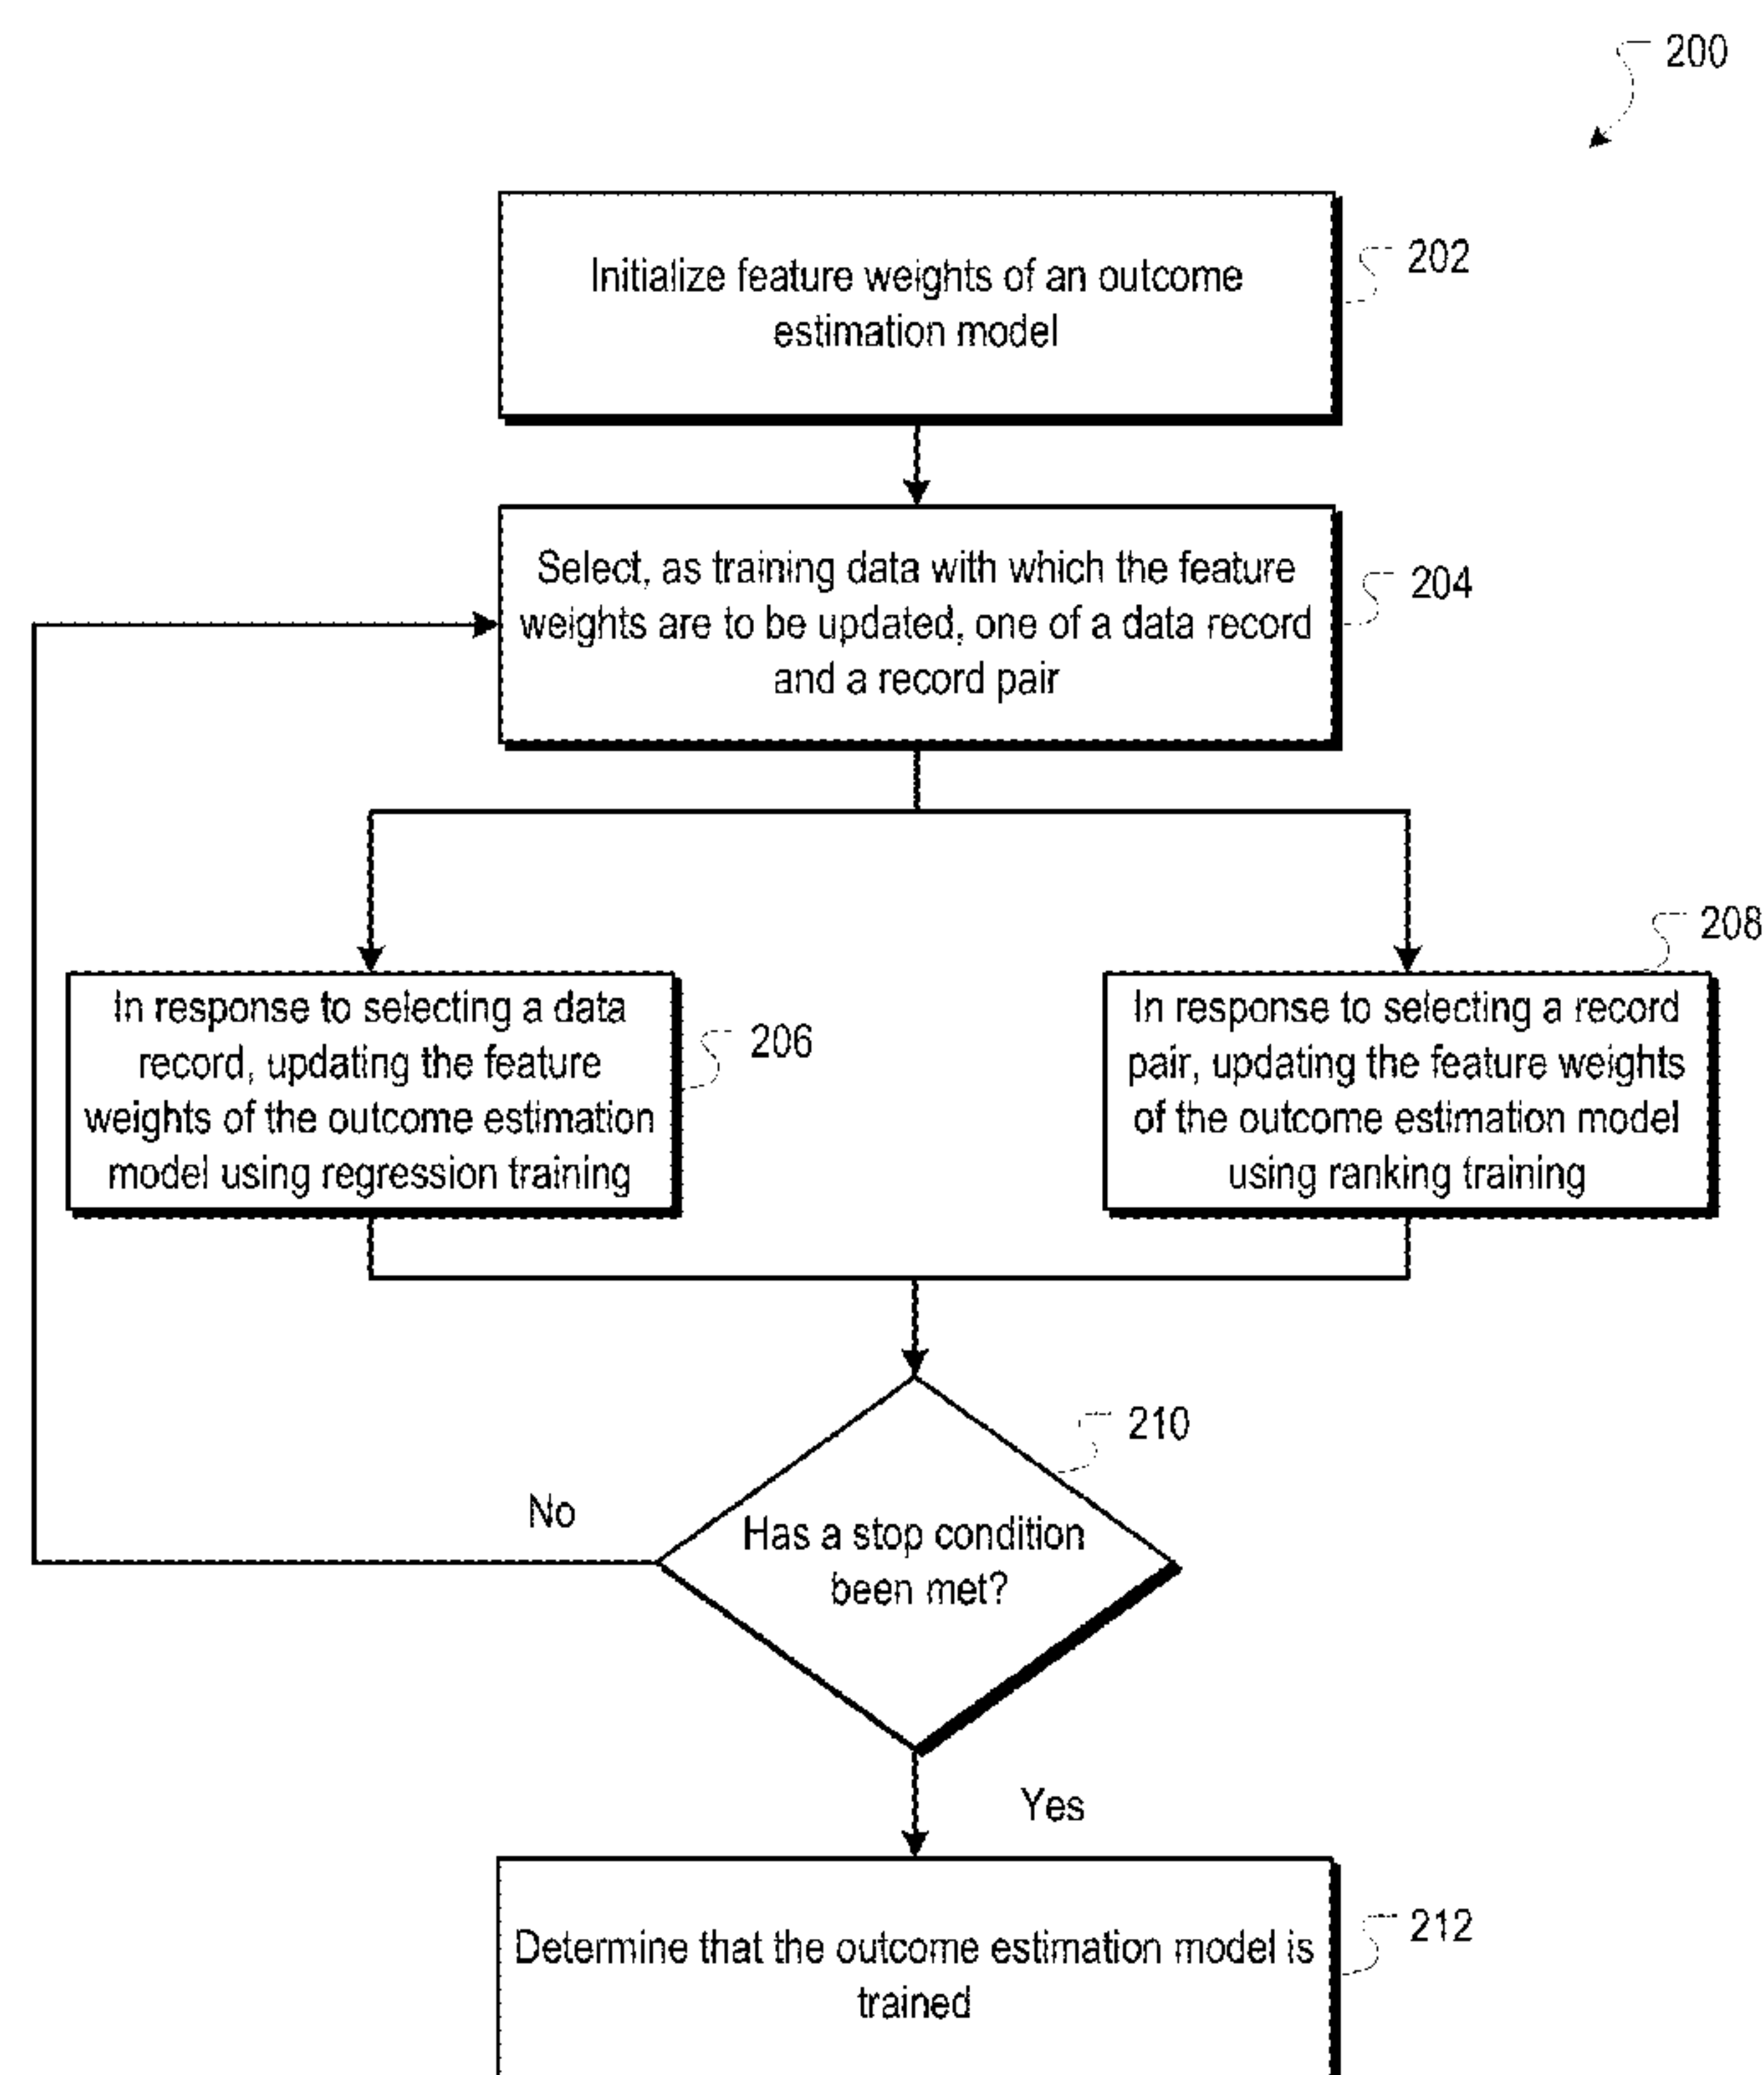 200
Initialize feature weights of an outcome
estimation model
202
Select, as training data with which the feature
weights are to be updated, one of a data record
and a record pair
204
In response to selecting a data
record, updating the feature
weights of the outcome estimation
model using regression training
206
In response to selecting a record
pair, updating the feature weights
of the outcome estimation model
using ranking training
208
Has a stop condition
been met?
210
No
Yes
Determine that the outcome estimation model is
trained
212